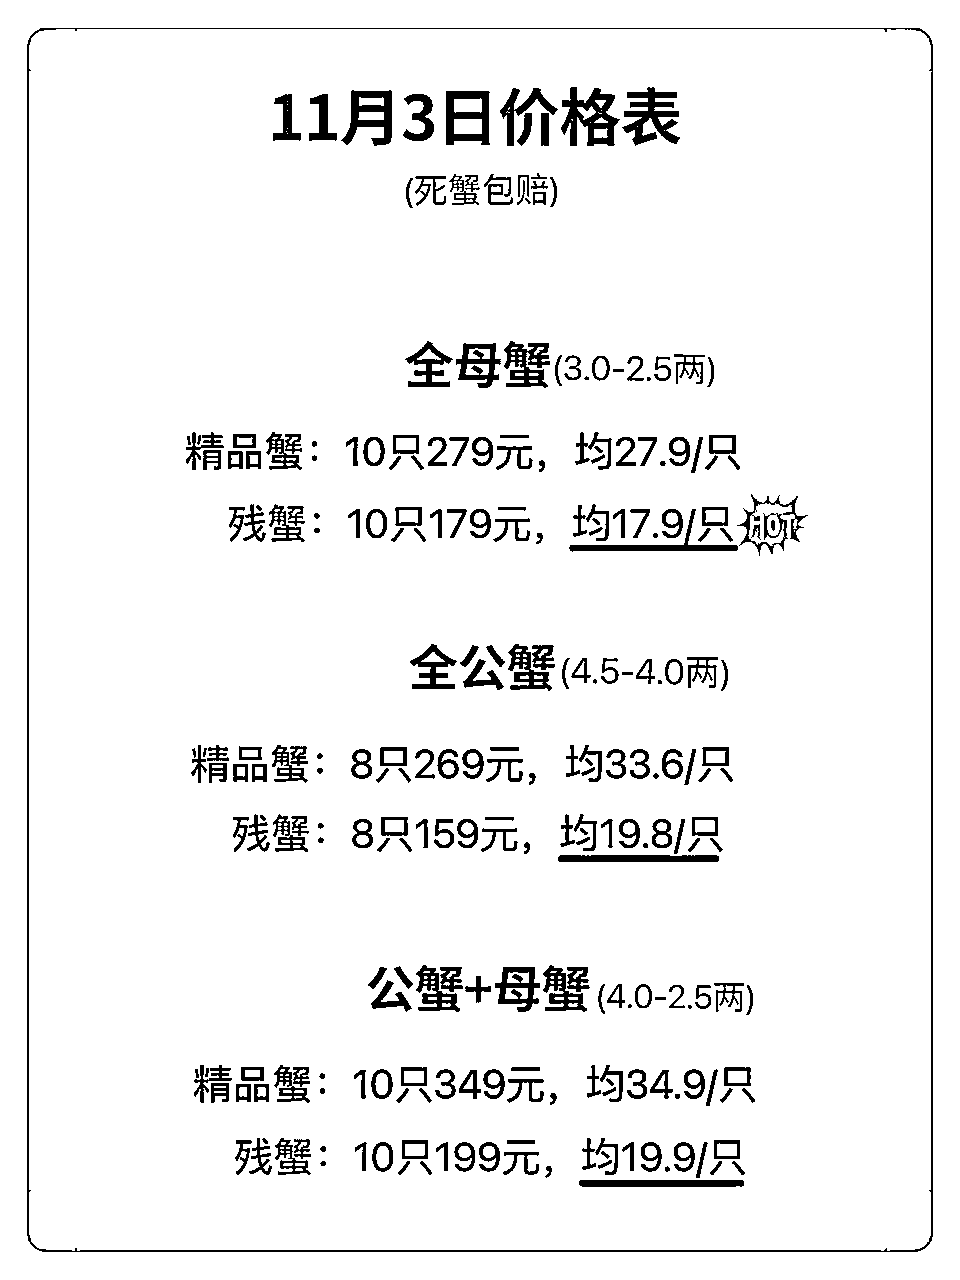 11月3日价格表
(死蟹包赔)
全母蟹(3.0-2.5两)
精品蟹：10只279元，均27.9/只
残蟹：10只179元，均17.9/只 HOT
全公蟹(4.5-4.0两)
精品蟹：8只269元，均33.6/只
残蟹：8只159元，均19.8/只
公蟹+母蟹(4.0-2.5两)
精品蟹：10只349元，均34.9/只
残蟹：10只199元，均19.9/只